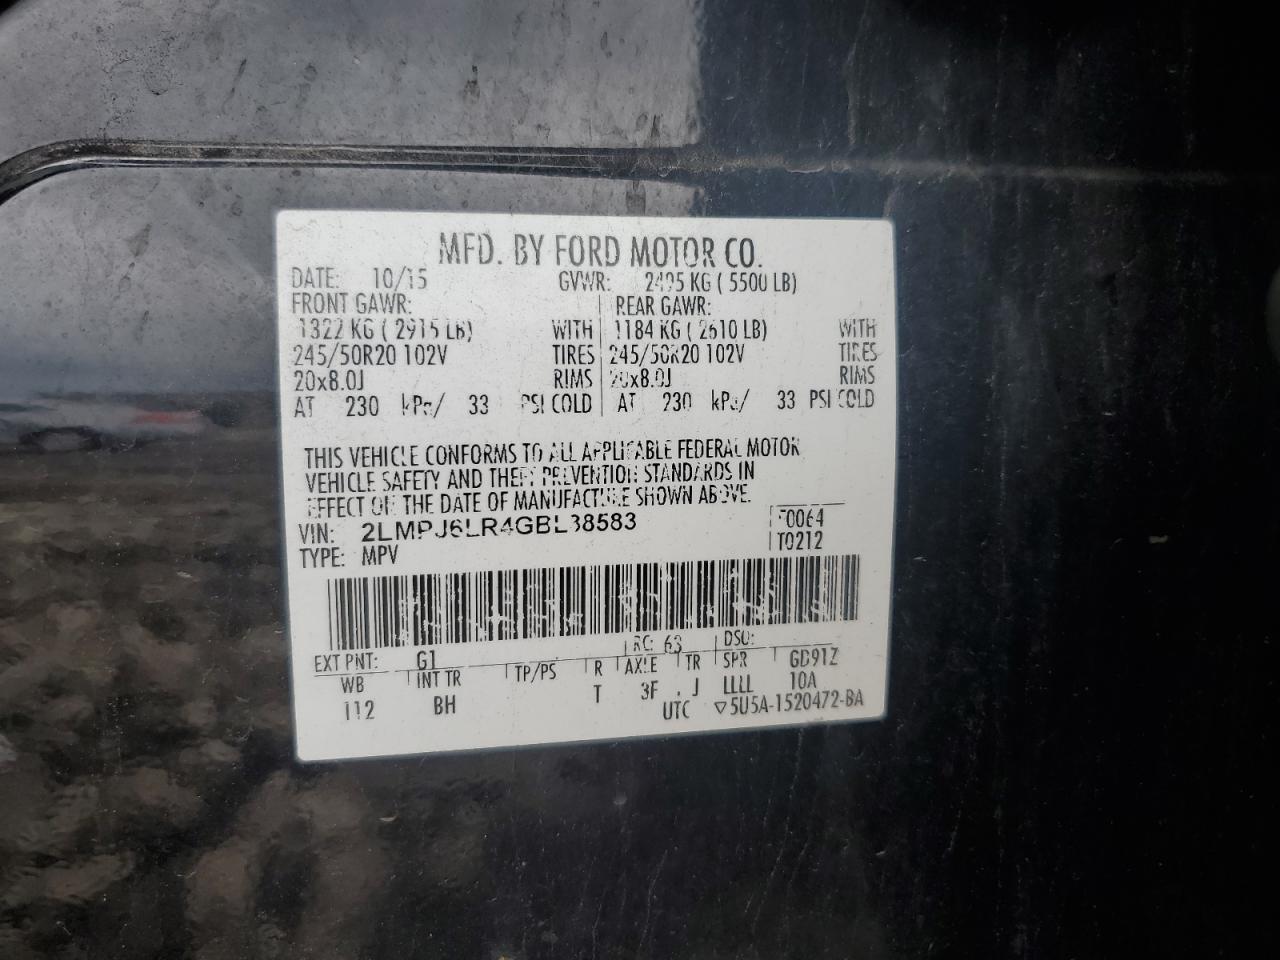 MFD. BY FORD MOTOR CO.
DATE: 10/15 GVWR: 2495 KG ( 5500 LB)
FRONT GAWR: REAR GAWR:
1322 KG ( 2915 LB) WITH 1184 KG ( 2610 LB) WITH
245/50R20 102V TIRES 245/50R20 102V TIRES
20x8.0J RIMS 20x8.0J RIMS
AT 230 kPa/ 33 PSI COLD AT 230 kPa/ 33 PSI COLD
THIS VEHICLE CONFORMS TO ALL APPLICABLE FEDERAL MOTOR
VEHICLE SAFETY AND THEFT PREVENTION STANDARDS IN
EFFECT ON THE DATE OF MANUFACTURE SHOWN ABOVE.
VIN: 2LMPJ6LR4GBL38583 F0064
TYPE: MPV T0212
RC: 63 DSO:
EXT PNT: G1
WB INT TR TP/PS R AXLE TR SPR GD91Z
112 BH T 3F J LLLL 10A
UTC ▽5U5A-1520472-BA